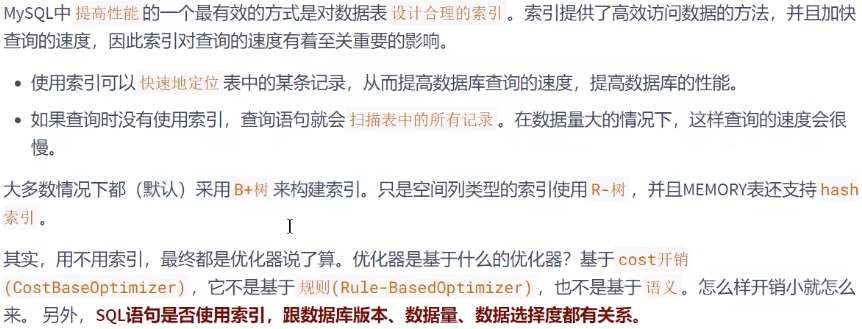 MySQL中提高性能的一个最有效的方式是对数据表设计合理的索引。索引提供了高效访问数据的方法，并且加快
查询的速度，因此索引对查询的速度有着至关重要的影响。
• 使用索引可以快速地定位表中的某条记录，从而提高数据库查询的速度，提高数据库的性能。
• 如果查询时没有使用索引，查询语句就会扫描表中的所有记录。在数据量大的情况下，这样查询的速度会很
慢。
大多数情况下都（默认）采用B+树来构建索引。只是空间列类型的索引使用R-树，并且MEMORY表还支持hash
索引。
其实，用不用索引，最终都是优化器说了算。优化器是基于什么的优化器？基于cost开销
(CostBaseOptimizer)，它不是基于规则(Rule-BasedOptimizer)，也不是基于语义。怎么样开销小就怎么
来。另外，SQL语句是否使用索引，跟数据库版本、数据量、数据选择度都有关系。